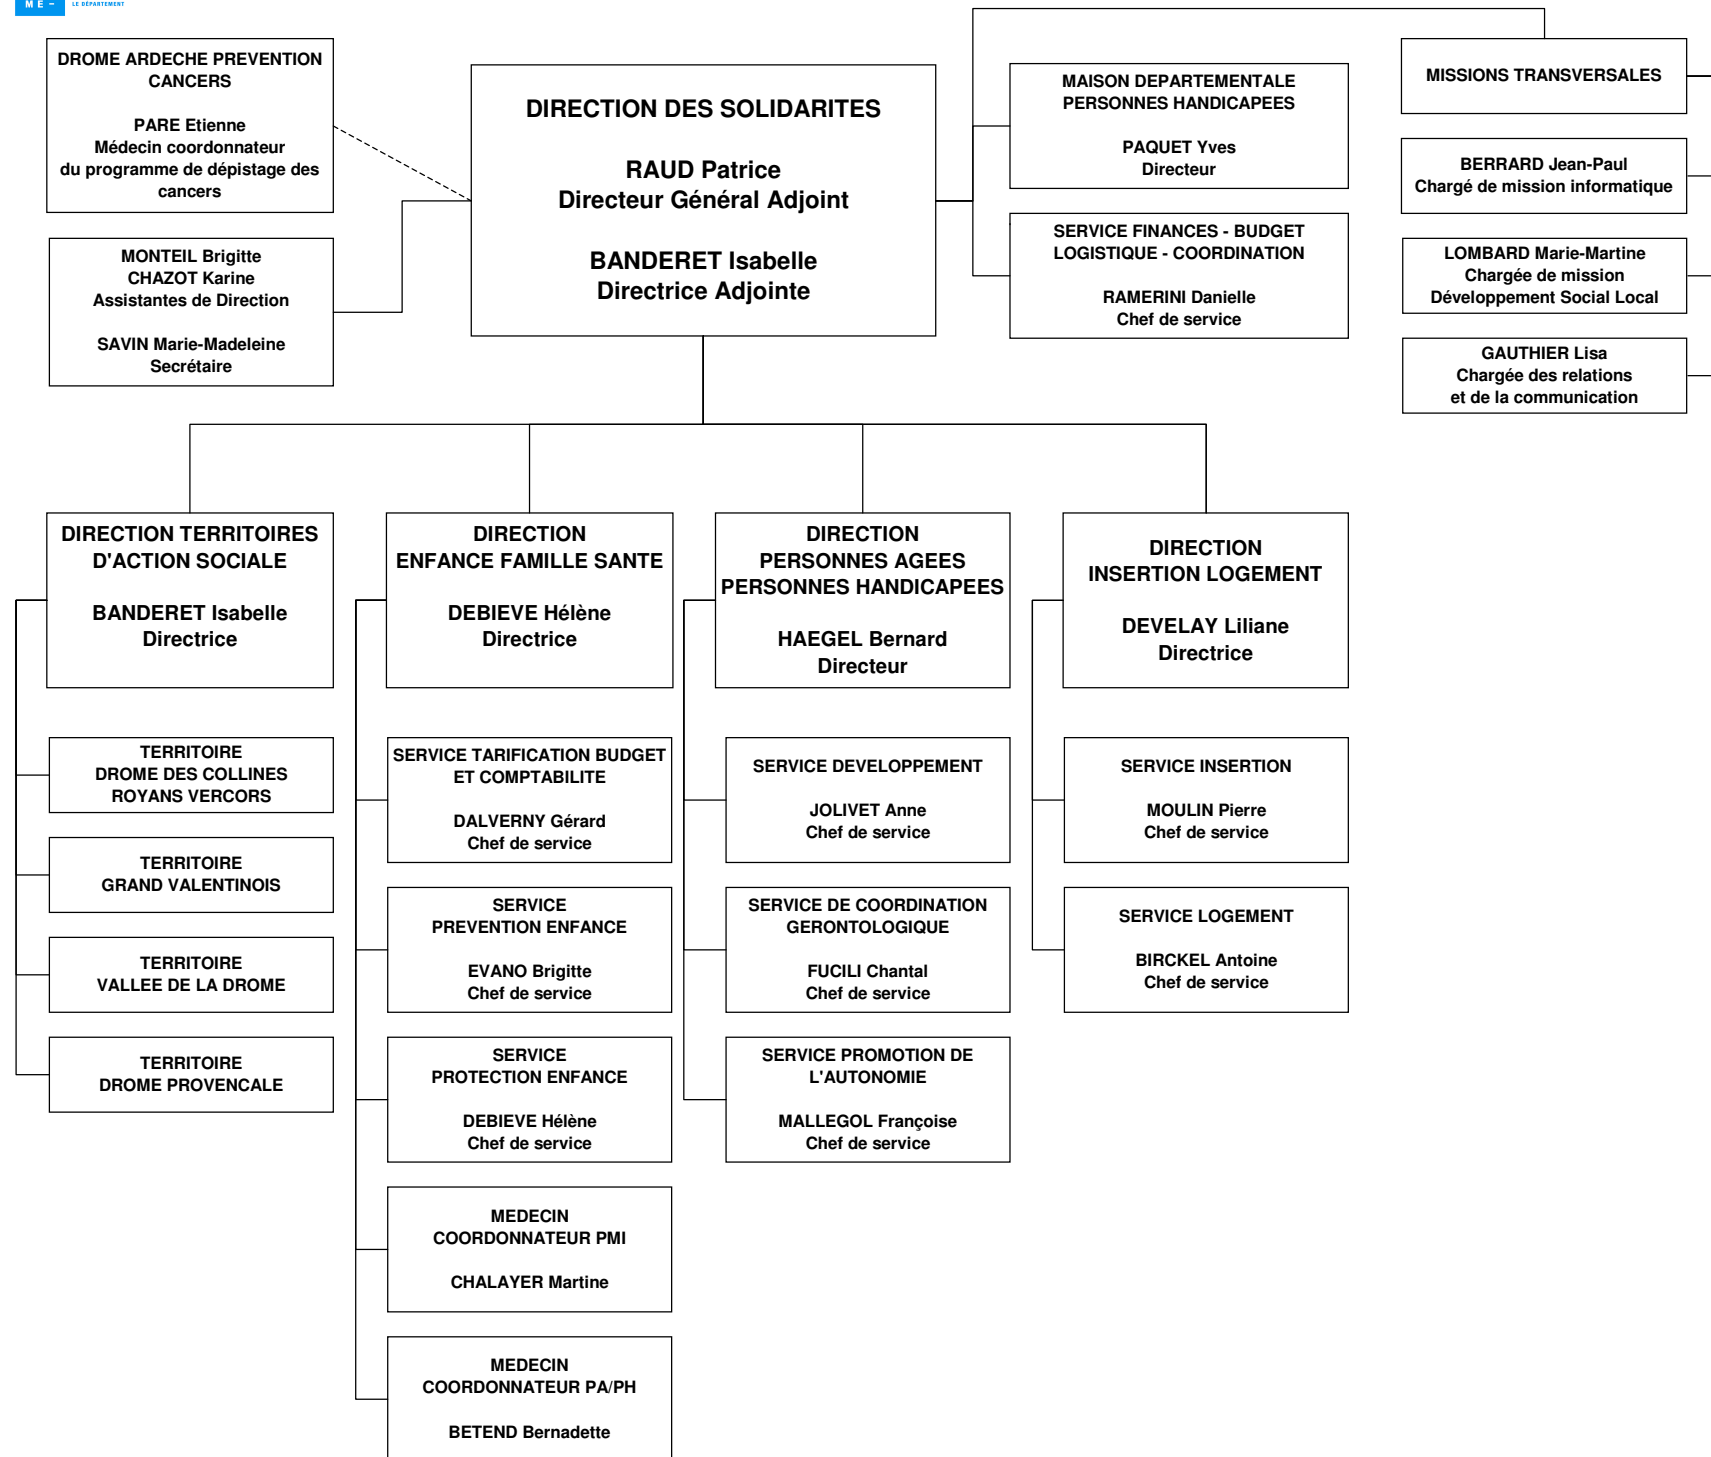 M E –
LE DÉPARTEMENT
DROME ARDECHE PREVENTION
CANCERS
PARE Etienne
Médecin coordonnateur
du programme de dépistage des
cancers
MONTEIL Brigitte
CHAZOT Karine
Assistantes de Direction
SAVIN Marie-Madeleine
Secrétaire
DIRECTION DES SOLIDARITES
RAUD Patrice
Directeur Général Adjoint
BANDERET Isabelle
Directrice Adjointe
MAISON DEPARTEMENTALE
PERSONNES HANDICAPEES
PAQUET Yves
Directeur
SERVICE FINANCES - BUDGET
LOGISTIQUE - COORDINATION
RAMERINI Danielle
Chef de service
MISSIONS TRANSVERSALES
BERRARD Jean-Paul
Chargé de mission informatique
LOMBARD Marie-Martine
Chargée de mission
Développement Social Local
GAUTHIER Lisa
Chargée des relations
et de la communication
DIRECTION TERRITOIRES
D'ACTION SOCIALE
BANDERET Isabelle
Directrice
TERRITOIRE
DROME DES COLLINES
ROYANS VERCORS
TERRITOIRE
GRAND VALENTINOIS
TERRITOIRE
VALLEE DE LA DROME
TERRITOIRE
DROME PROVENCALE
DIRECTION
ENFANCE FAMILLE SANTE
DEBIEVE Hélène
Directrice
SERVICE TARIFICATION BUDGET
ET COMPTABILITE
DALVERNY Gérard
Chef de service
SERVICE
PREVENTION ENFANCE
EVANO Brigitte
Chef de service
SERVICE
PROTECTION ENFANCE
DEBIEVE Hélène
Chef de service
MEDECIN
COORDONNATEUR PMI
CHALAYER Martine
MEDECIN
COORDONNATEUR PA/PH
BETEND Bernadette
DIRECTION
PERSONNES AGEES
PERSONNES HANDICAPEES
HAEGEL Bernard
Directeur
SERVICE DEVELOPPEMENT
JOLIVET Anne
Chef de service
SERVICE DE COORDINATION
GERONTOLOGIQUE
FUCILI Chantal
Chef de service
SERVICE PROMOTION DE
L'AUTONOMIE
MALLEGOL Françoise
Chef de service
DIRECTION
INSERTION LOGEMENT
DEVELAY Liliane
Directrice
SERVICE INSERTION
MOULIN Pierre
Chef de service
SERVICE LOGEMENT
BIRCKEL Antoine
Chef de service